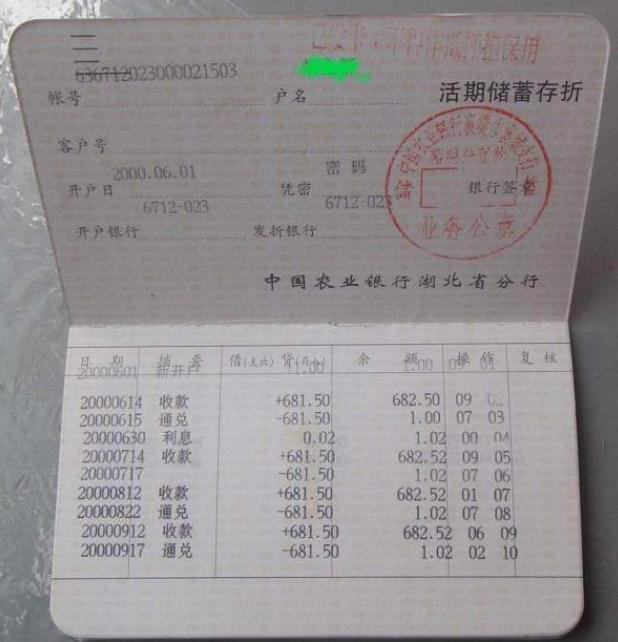 636712023000021503
帐号 户名 活期储蓄存折
客户号
2000.06.01 密码
开户日 凭密 银行签章
6712-023 6712-023
开户银行 发折银行
业务公章
中国农业银行湖北省分行
日期 摘要 借(支出)贷(存入) 余额 操作 复核
20000601 新开户 1.00 1.00 01
20000614 收款 +681.50 682.50 09
20000615 通兑 -681.50 1.00 07 03
20000630 利息 0.02 1.02 00 04
20000714 收款 +681.50 682.52 09 05
20000717 -681.50 1.02 07 06
20000812 收款 +681.50 682.52 01 07
20000822 通兑 -681.50 1.02 07 08
20000912 收款 +681.50 682.52 06 09
20000917 通兑 -681.50 1.02 02 10